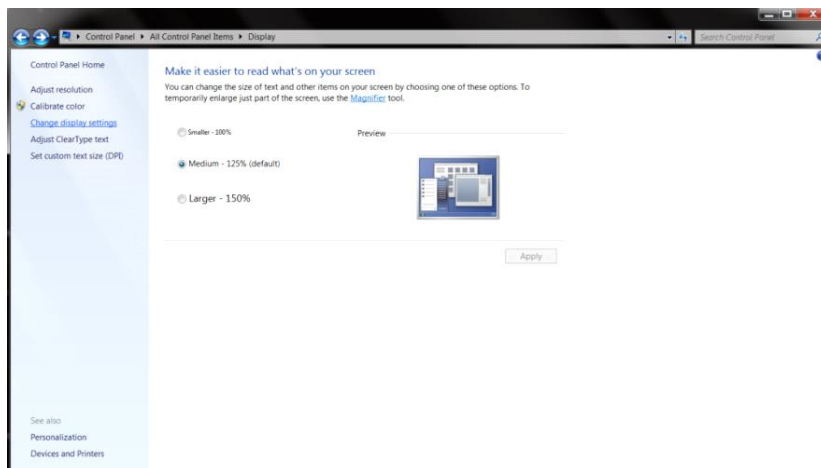 Control Panel ▸ All Control Panel Items ▸ Display
Search Control Panel
Control Panel Home
Adjust resolution
Calibrate color
Change display settings
Adjust ClearType text
Set custom text size (DPI)
See also
Personalization
Devices and Printers
Make it easier to read what's on your screen
You can change the size of text and other items on your screen by choosing one of these options. To
temporarily enlarge just part of the screen, use the Magnifier tool.
Smaller - 100%
Preview
Medium - 125% (default)
Larger - 150%
Apply